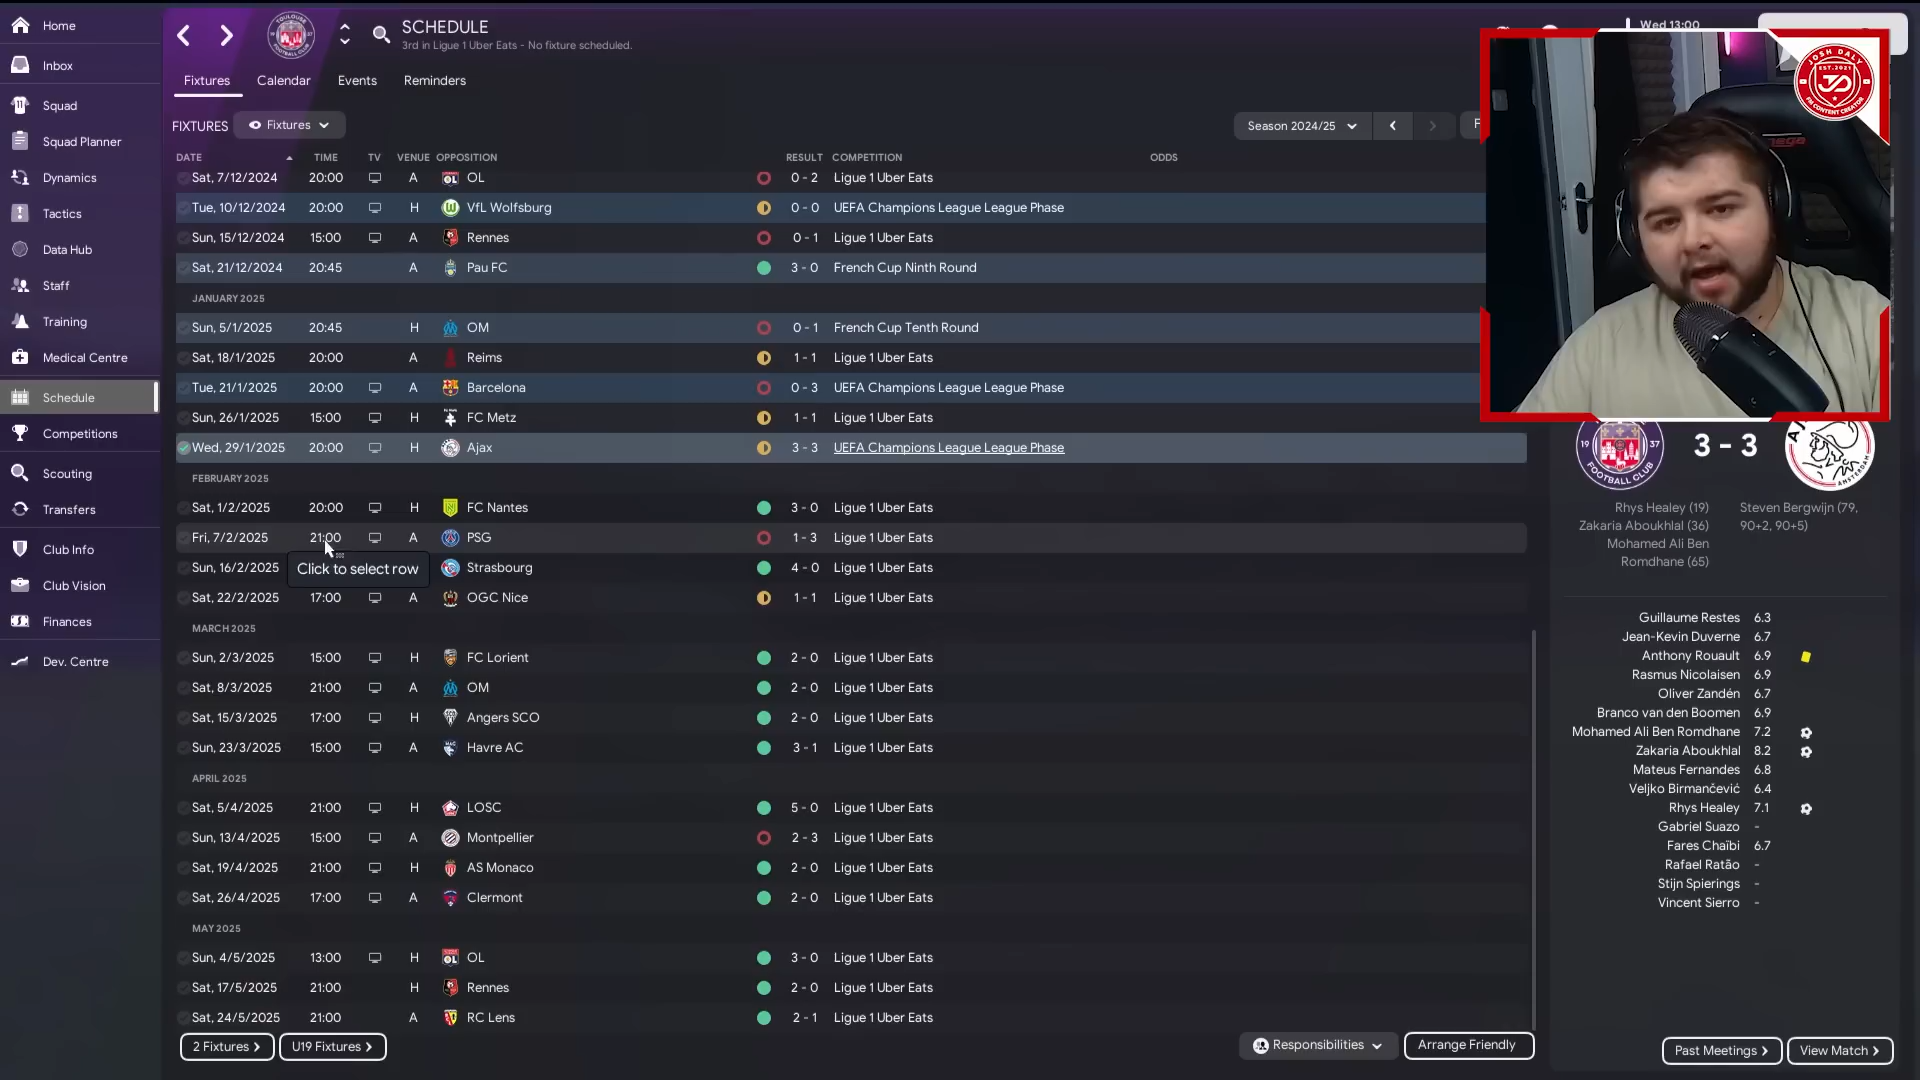 Home
Inbox
Squad
Squad Planner
Dynamics
Tactics
Data Hub
Staff
Training
Medical Centre
Schedule
Competitions
Scouting
Transfers
Club Info
Club Vision
Finances
Dev. Centre
SCHEDULE
3rd in Ligue 1 Uber Eats - No fixture scheduled.
Wed 13:00
Fixtures Calendar Events Reminders
FIXTURES Fixtures Season 2024/25 F
DATE TIME TV VENUE OPPOSITION RESULT COMPETITION ODDS
Sat, 7/12/2024 20:00 A OL 0 - 2 Ligue 1 Uber Eats
Tue, 10/12/2024 20:00 H VfL Wolfsburg 0 - 0 UEFA Champions League League Phase
Sun, 15/12/2024 15:00 A Rennes 0 - 1 Ligue 1 Uber Eats
Sat, 21/12/2024 20:45 A Pau FC 3 - 0 French Cup Ninth Round
JANUARY 2025
Sun, 5/1/2025 20:45 H OM 0 - 1 French Cup Tenth Round
Sat, 18/1/2025 20:00 A Reims 1 - 1 Ligue 1 Uber Eats
Tue, 21/1/2025 20:00 A Barcelona 0 - 3 UEFA Champions League League Phase
Sun, 26/1/2025 15:00 H FC Metz 1 - 1 Ligue 1 Uber Eats
Wed, 29/1/2025 20:00 H Ajax 3 - 3 UEFA Champions League League Phase
FEBRUARY 2025
Sat, 1/2/2025 20:00 H FC Nantes 3 - 0 Ligue 1 Uber Eats
Fri, 7/2/2025 21:00 A PSG 1 - 3 Ligue 1 Uber Eats
Sun, 16/2/2025 Click to select row Strasbourg 4 - 0 Ligue 1 Uber Eats
Sat, 22/2/2025 17:00 A OGC Nice 1 - 1 Ligue 1 Uber Eats
MARCH 2025
Sun, 2/3/2025 15:00 H FC Lorient 2 - 0 Ligue 1 Uber Eats
Sat, 8/3/2025 21:00 A OM 2 - 0 Ligue 1 Uber Eats
Sat, 15/3/2025 17:00 H Angers SCO 2 - 0 Ligue 1 Uber Eats
Sun, 23/3/2025 15:00 A Havre AC 3 - 1 Ligue 1 Uber Eats
APRIL 2025
Sat, 5/4/2025 21:00 H LOSC 5 - 0 Ligue 1 Uber Eats
Sun, 13/4/2025 15:00 A Montpellier 2 - 3 Ligue 1 Uber Eats
Sat, 19/4/2025 21:00 H AS Monaco 2 - 0 Ligue 1 Uber Eats
Sat, 26/4/2025 17:00 A Clermont 2 - 0 Ligue 1 Uber Eats
MAY 2025
Sun, 4/5/2025 13:00 H OL 3 - 0 Ligue 1 Uber Eats
Sat, 17/5/2025 21:00 H Rennes 2 - 0 Ligue 1 Uber Eats
Sat, 24/5/2025 21:00 A RC Lens 2 - 1 Ligue 1 Uber Eats
2 Fixtures U19 Fixtures Responsibilities Arrange Friendly
JOSH DALY
EST. 2021
JD
FM CONTENT CREATOR
19 37
FOOTBALL CLUB
3 - 3
Rhys Healey (19)
Zakaria Aboukhlal (36)
Mohamed Ali Ben
Romdhane (65)
Steven Bergwijn (79,
90+2, 90+5)
Guillaume Restes 6.3
Jean-Kevin Duverne 6.7
Anthony Rouault 6.9
Rasmus Nicolaisen 6.9
Oliver Zandén 6.7
Branco van den Boomen 6.9
Mohamed Ali Ben Romdhane 7.2
Zakaria Aboukhlal 8.2
Mateus Fernandes 6.8
Veljko Birmančević 6.4
Rhys Healey 7.1
Gabriel Suazo -
Fares Chaïbi 6.7
Rafael Ratão -
Stijn Spierings -
Vincent Sierro -
Past Meetings View Match